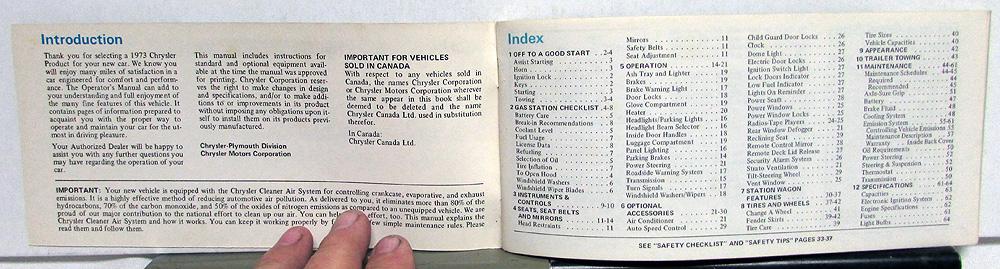 Introduction
Thank you for selecting a 1973 Chrysler
Product for your new car. We know you
will enjoy many miles of satisfaction in a
car engineered for comfort and perform-
ance. The Operator's Manual can add to
your understanding and full enjoyment of
the many fine features of this vehicle. It
contains pages of information prepared to
acquaint you with the proper way to
operate and maintain your car for the ut-
most in driving pleasure.
Your Authorized Dealer will be happy to
assist you with any further questions you
may have regarding the operation of your
car.
This manual includes instructions for
standard and optional equipment avail-
able at the time the manual was approved
for printing. Chrysler Corporation reser-
ves the right to make changes in design
and specifications, and/or to make addi-
tions to or improvements in its product
without imposing any obligations upon it-
self to install them on its products previ-
ously manufactured.
Chrysler-Plymouth Division
Chrysler Motors Corporation
IMPORTANT FOR VEHICLES
SOLD IN CANADA
With respect to any vehicles sold in
Canada, the names Chrysler Corporation
or Chrysler Motors Corporation wherever
the same appear in this book shall be
deemed to be deleted and the name
Chrysler Canada Ltd. used in substitution
therefor.
In Canada:
Chrysler Canada Ltd.
IMPORTANT: Your new vehicle is equipped with the Chrysler Cleaner Air System for controlling crankcase, evaporative, and exhaust
emissions. It is a highly effective method of reducing automotive air pollution. As delivered to you, it eliminates more than 80% of the
hydrocarbons, 70% of the carbon monoxide, and 50% of the oxides of nitrogen emissions as compared to an unequipped vehicle. We are
proud of our major contribution to the national effort to clean up our air. You can help effort, too. This manual explains the
Chrysler Cleaner Air System and how it works. You can keep it working properly by few simple maintenance rules. Please
read them and follow them.
Index
1 OFF TO A GOOD START . . 2-4
Assist Starting . . . 3
Horn . . .
Ignition Lock . . . 2
Keys . . .
Starting . . . 3
Towing . . . 3-4
2 GAS STATION CHECKLIST . 4-8
Battery Care . . . 5
Break-in Recommendations . . 8
Coolant Level . . . 5
Fuel Usage . . .
License Data . . . 8
Refueling . . . 7
Selection of Oil . . . 5
Tire Inflation . . .
To Open Hood . . . 4
Windshield Washers . . . 6
Windshield Wiper Blades . . . 6
3 INSTRUMENTS &
CONTROLS . . . 9-10
4 SEATS, SEAT BELTS
AND MIRRORS . . . 11-14
Head Restraints . . . 11
Mirrors . . . 11
Safety Belts . . . 11
Seat Adjustment . . . 11
5 OPERATION . . . 14-21
Ash Tray and Lighter . . . 19
Brakes . . . 19
Brake Warning Light . . . 17
Door Locks . . . 20
Glove Compartment . . . 19
Heater . . . 20
Headlights/Parking Lights . . 16
Headlight Beam Selector . . . 16
Inside Door Handles . . . 18
Luggage Compartment . . . 19
Panel Lighting . . . 16
Parking Brakes . . . 14
Power Steering . . . 21
Roadside Warning System . . 17
Transmission . . . 15
Turn Signals . . . 17
Windshield Washers/Wipers . 18
6 OPTIONAL
ACCESSORIES . . . 21-30
Air Conditioner . . . 21
Auto Speed Control . . . 29
Child Guard Door Locks . . . 26
Clock . . . 26
Dome Light . . . 27
Electric Door Locks . . . 26
Ignition Switch Light . . . 27
Lock Doors Indicator . . . 27
Low Fuel Indicator . . . 27
Lights On Reminder . . . 27
Power Seats . . . 28
Power Windows . . . 25
Power Window Locks . . . 25
Radios-Tape Players . . . 24-25
Rear Window Defogger . . . 21
Reclining Seat . . . 29
Remote Control Mirror . . . 28
Remote Deck Lid Release . . 27
Security Alarm System . . . 26
Strato Ventilation . . . 21
Tilt-Steering Wheel . . . 29
Vent Window . . . 25
7 STATION WAGON
FEATURES . . . 30-37
8 TIRES AND WHEELS . . . 37-42
Change A Wheel . . . 41
Fender Skirts . . . 39-42
Tire Care . . . 39
Tire Sizes . . . 40
Vehicle Capacities . . . 40
9 APPEARANCE . . . 42
10 TRAILER TOWING . . . 43
11 MAINTENANCE . . . 44-61
Maintenance Schedules . . 44-45
Required . . . 44
Recommended . . . 45
Axle-Sure Grip . . .
Battery . . . 47
Brake Fluid . . . 48
Cooling System . . . 48
Emission System . . . 55-61
Controlling Vehicle Emissions 55
Maintenance Description . . 57
Warranty . . Inside Back Cover
Oil Requirements . . . 50
Power Steering . . . 52
Steering & Suspension . . . 52
Thermostat . . . 50
Transmission . . .
12 SPECIFICATIONS . . . 61-64
Capacities . . . 63
Electronic Ignition System . . 62
Engine Specifications . . . 62
Fuses . . . 61
Light Bulbs . . . 64
SEE "SAFETY CHECKLIST" AND "SAFETY TIPS" PAGES 33-37